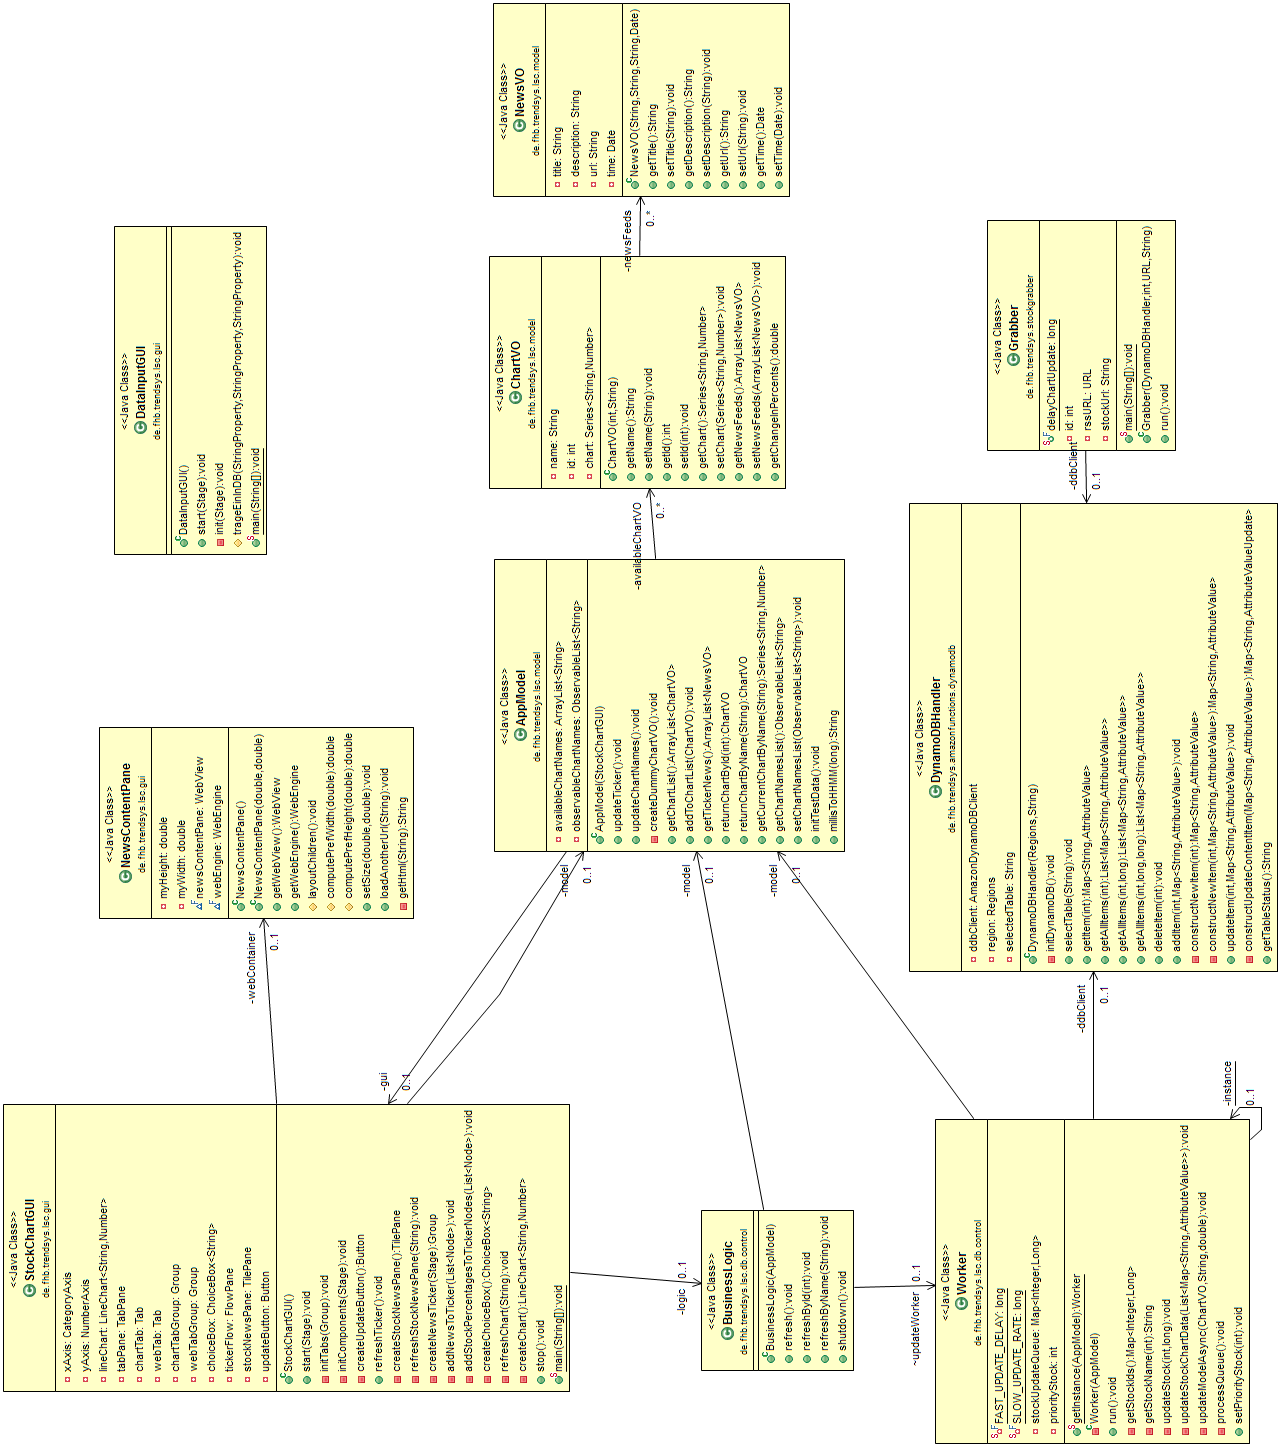 <<Java Class>>
StockChartGUI
de.fhb.trendsys.lsc.gui
xAxis: CategoryAxis
yAxis: NumberAxis
lineChart: LineChart<String,Number>
tabPane: TabPane
chartTab: Tab
webTab: Tab
chartTabGroup: Group
webTabGroup: Group
choiceBox: ChoiceBox<String>
tickerFlow: FlowPane
stockNewsPane: TilePane
updateButton: Button
StockChartGUI()
start(Stage):void
initTabs(Group):void
initComponents(Stage):void
createUpdateButton():Button
refreshTicker():void
createStockNewsPane():TilePane
refreshStockNewsPane(String):void
createNewsTicker(Stage):Group
addNewsToTicker(List<Node>):void
addStockPercentagesToTickerNodes(List<Node>):void
createChoiceBox():ChoiceBox<String>
refreshChart(String):void
createChart():LineChart<String,Number>
stop():void
main(String[]):void
<<Java Class>>
NewsContentPane
de.fhb.trendsys.lsc.gui
myHeight: double
myWidth: double
newsContentPane: WebView
webEngine: WebEngine
NewsContentPane()
NewsContentPane(double,double)
getWebView():WebView
getWebEngine():WebEngine
layoutChildren():void
computePrefWidth(double):double
computePrefHeight(double):double
setSize(double,double):void
loadAnotherUrl(String):void
getHtml(String):String
<<Java Class>>
DataInputGUI
de.fhb.trendsys.lsc.gui
DataInputGUI()
start(Stage):void
init(Stage):void
trageEinInDB(StringProperty,StringProperty,StringProperty):void
main(String[]):void
-webContainer
0..1
-gui
0..1
-model
0..1
-logic
0..1
<<Java Class>>
BusinessLogic
de.fhb.trendsys.lsc.db.control
BusinessLogic(AppModel)
refresh():void
refreshById(int):void
refreshByName(String):void
shutdown():void
-model
0..1
-model
0..1
<<Java Class>>
AppModel
de.fhb.trendsys.lsc.model
availableChartNames: ArrayList<String>
observableChartNames: ObservableList<String>
AppModel(StockChartGUI)
updateTicker():void
updateChartNames():void
createDummyChartVO():void
getChartList():ArrayList<ChartVO>
addToChartList(ChartVO):void
getTickerNews():ArrayList<NewsVO>
returnChartById(int):ChartVO
returnChartByName(String):ChartVO
getCurrentChartByName(String):Series<String,Number>
getChartNamesList():ObservableList<String>
setChartNamesList(ObservableList<String>):void
initTestData():void
millisToHHMM(long):String
-availableChartVO
0..*
<<Java Class>>
ChartVO
de.fhb.trendsys.lsc.model
name: String
id: int
chart: Series<String,Number>
ChartVO(int,String)
getName():String
setName(String):void
getId():int
setId(int):void
getChart():Series<String,Number>
setChart(Series<String,Number>):void
getNewsFeeds():ArrayList<NewsVO>
setNewsFeeds(ArrayList<NewsVO>):void
getChangeInPercents():double
-newsFeeds
0..*
<<Java Class>>
NewsVO
de.fhb.trendsys.lsc.model
title: String
description: String
url: String
time: Date
NewsVO(String,String,String,Date)
getTitle():String
setTitle(String):void
getDescription():String
setDescription(String):void
getUrl():String
setUrl(String):void
getTime():Date
setTime(Date):void
~updateWorker
0..1
<<Java Class>>
Worker
de.fhb.trendsys.lsc.db.control
FAST_UPDATE_DELAY: long
SLOW_UPDATE_RATE: long
stockUpdateQueue: Map<Integer,Long>
priorityStock: int
getInstance(AppModel):Worker
Worker(AppModel)
run():void
getStockIds():Map<Integer,Long>
getStockName(int):String
updateStock(int,long):void
updateStockChartData(List<Map<String,AttributeValue>>):void
updateModelAsync(ChartVO,String,double):void
processQueue():void
setPriorityStock(int):void
-instance
0..1
-ddbClient
0..1
<<Java Class>>
DynamoDBHandler
de.fhb.trendsys.amazonfunctions.dynamodb
ddbClient: AmazonDynamoDBClient
region: Regions
selectedTable: String
DynamoDBHandler(Regions,String)
initDynamoDB():void
selectTable(String):void
getItem(int):Map<String,AttributeValue>
getAllItems(int):List<Map<String,AttributeValue>>
getAllItems(int,long):List<Map<String,AttributeValue>>
getAllItems(int,long,long):List<Map<String,AttributeValue>>
deleteItem(int):void
addItem(int,Map<String,AttributeValue>):void
constructNewItem(int):Map<String,AttributeValue>
constructNewItem(int,Map<String,AttributeValue>):Map<String,AttributeValue>
updateItem(int,Map<String,AttributeValue>):void
constructUpdateContentItem(Map<String,AttributeValue>):Map<String,AttributeValueUpdate>
getTableStatus():String
-ddbClient
0..1
<<Java Class>>
Grabber
de.fhb.trendsys.stockgrabber
delayChartUpdate: long
id: int
rssURL: URL
stockUrl: String
main(String[]):void
Grabber(DynamoDBHandler,int,URL,String)
run():void